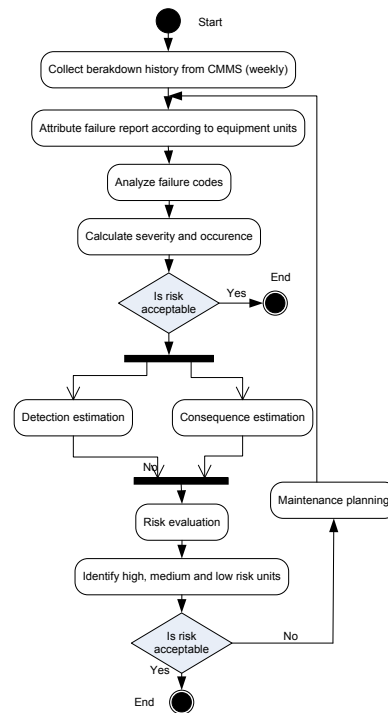 Start
Collect berakdown history from CMMS (weekly)
Attribute failure report according to equipment units
Analyze failure codes
Calculate severity and occurence
End
Is risk
acceptable
Yes
Detection estimation
Consequence estimation
No
Maintenance planning
Risk evaluation
Identify high, medium and low risk units
Is risk
acceptable
No
Yes
End